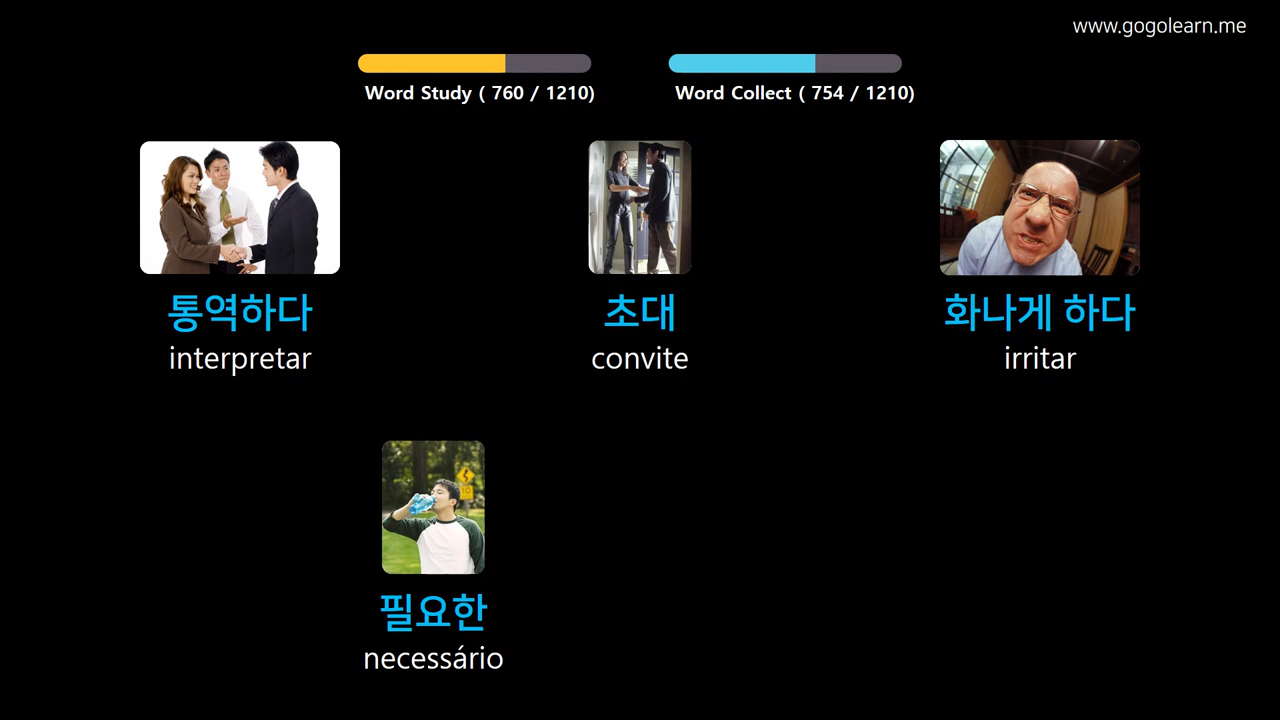 www.gogolearn.me
Word Study ( 760 / 1210)
Word Collect ( 754 / 1210)
통역하다
interpretar
초대
convite
화나게 하다
irritar
필요한
necessário